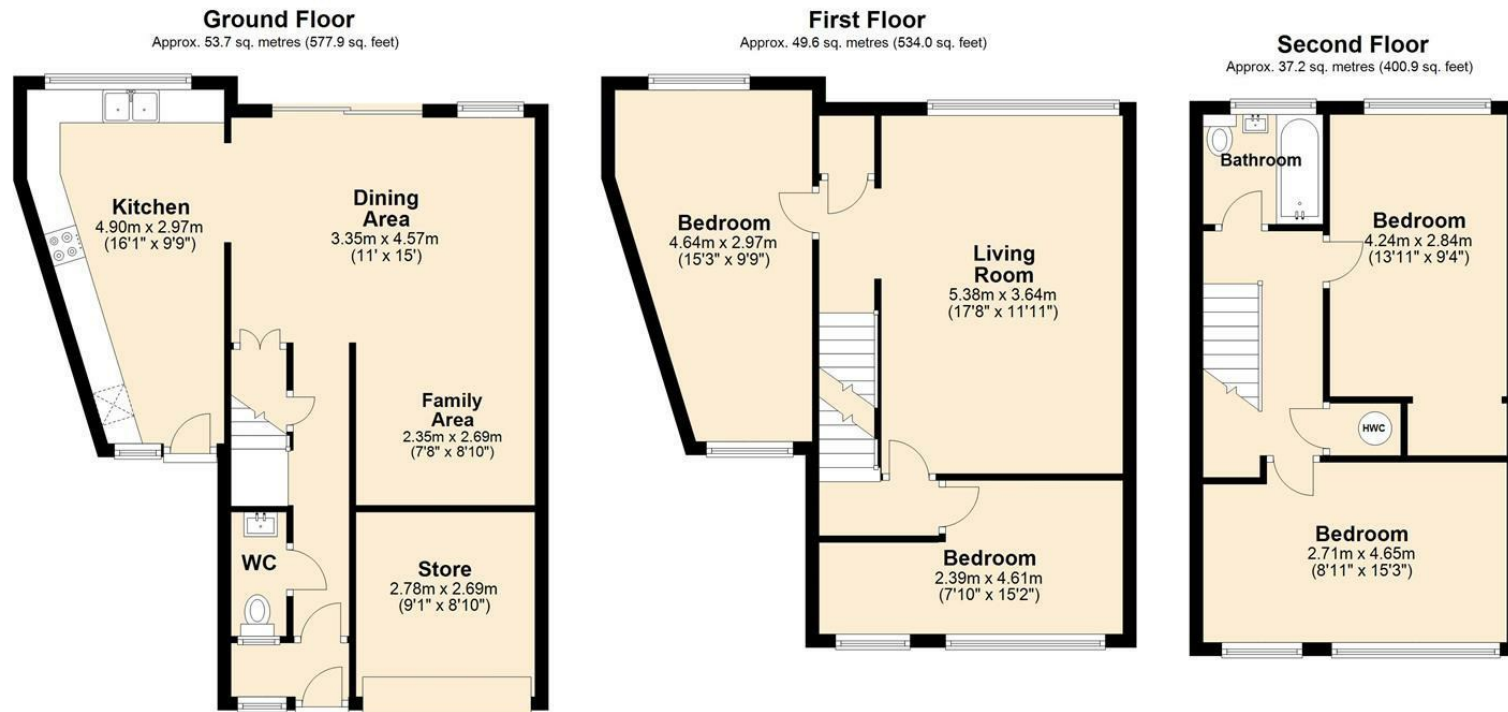 Ground Floor
Approx. 53.7 sq. metres (577.9 sq. feet)
Kitchen
4.90m x 2.97m
(16'1" x 9'9")
Dining
Area
3.35m x 4.57m
(11' x 15')
Family
Area
2.35m x 2.69m
(7'8" x 8'10")
WC
Store
2.78m x 2.69m
(9'1" x 8'10")
First Floor
Approx. 49.6 sq. metres (534.0 sq. feet)
Bedroom
4.64m x 2.97m
(15'3" x 9'9")
Living
Room
5.38m x 3.64m
(17'8" x 11'11")
Bedroom
2.39m x 4.61m
(7'10" x 15'2")
Second Floor
Approx. 37.2 sq. metres (400.9 sq. feet)
Bathroom
Bedroom
4.24m x 2.84m
(13'11" x 9'4")
HWC
Bedroom
2.71m x 4.65m
(8'11" x 15'3")